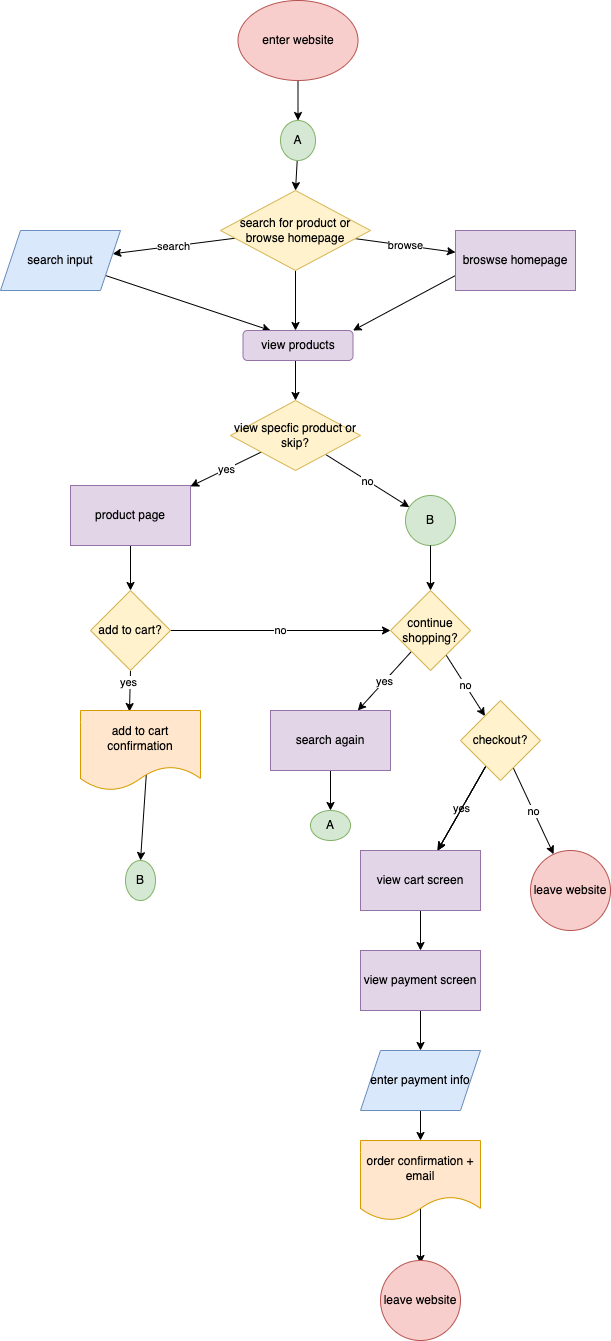 enter website
A
search for product or
browse homepage
search
browse
search input
broswse homepage
view products
view specfic product or
skip?
yes
no
product page
B
add to cart?
no
continue
shopping?
yes
yes
no
add to cart
confirmation
search again
checkout?
A
yes
no
B
view cart screen
leave website
view payment screen
enter payment info
order confirmation +
email
leave website